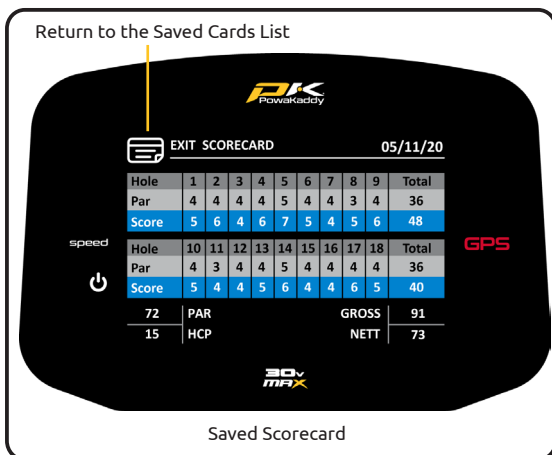 Return to the Saved Cards List
PK
PowaKaddy
EXIT SCORECARD 05/11/20
Hole 1 2 3 4 5 6 7 8 9 Total
Par 4 4 4 4 5 4 4 3 4 36
Score 5 6 4 6 7 5 4 5 6 48
speed
GPS
Hole 10 11 12 13 14 15 16 17 18 Total
Par 4 3 4 4 5 4 4 4 4 36
Score 5 4 4 5 6 4 4 6 5 40
72 PAR GROSS 91
15 HCP NETT 73
30v
MAX
Saved Scorecard